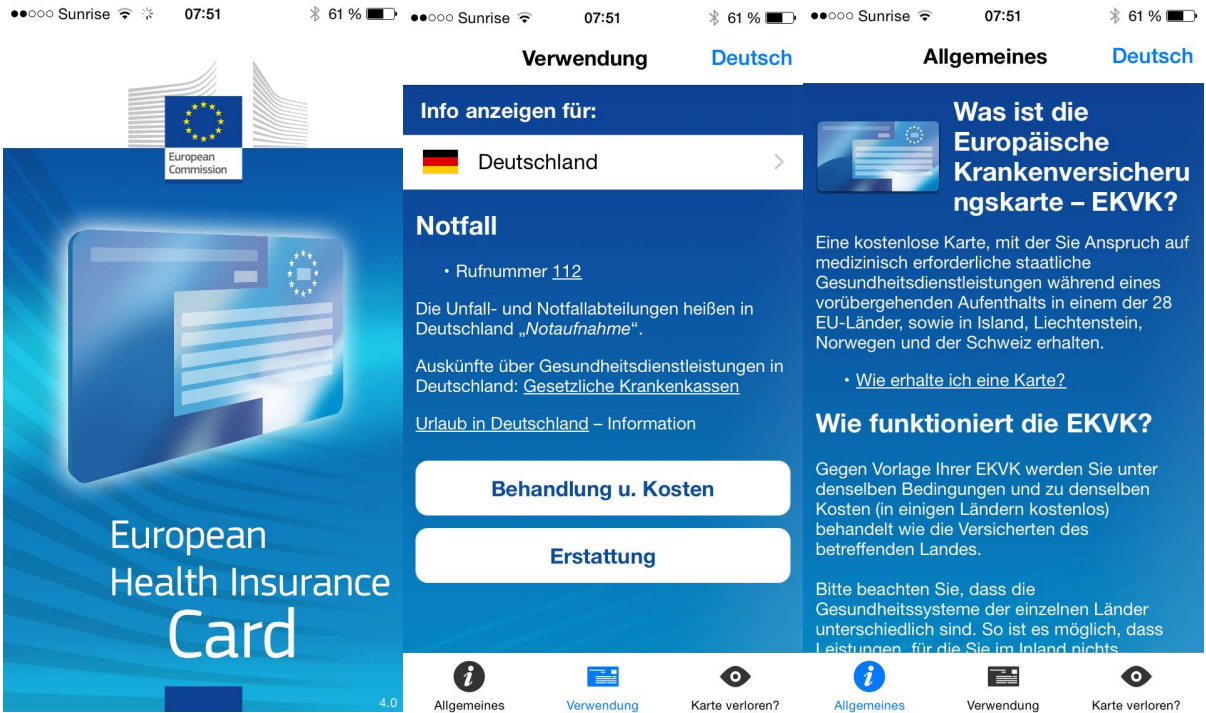 Sunrise 07:51 61 %
European
Commission
European
Health Insurance
Card
4.0
Sunrise 07:51 61 %
Verwendung Deutsch
Info anzeigen für:
Deutschland
Notfall
• Rufnummer 112
Die Unfall- und Notfallabteilungen heißen in
Deutschland „Notaufnahme“.
Auskünfte über Gesundheitsdienstleistungen in
Deutschland: Gesetzliche Krankenkassen
Urlaub in Deutschland – Information
Behandlung u. Kosten
Erstattung
Allgemeines Verwendung Karte verloren?
Sunrise 07:51 61 %
Allgemeines Deutsch
Was ist die
Europäische
Krankenversicheru
ngskarte – EKVK?
Eine kostenlose Karte, mit der Sie Anspruch auf
medizinisch erforderliche staatliche
Gesundheitsdienstleistungen während eines
vorübergehenden Aufenthalts in einem der 28
EU-Länder, sowie in Island, Liechtenstein,
Norwegen und der Schweiz erhalten.
• Wie erhalte ich eine Karte?
Wie funktioniert die EKVK?
Gegen Vorlage Ihrer EKVK werden Sie unter
denselben Bedingungen und zu denselben
Kosten (in einigen Ländern kostenlos)
behandelt wie die Versicherten des
betreffenden Landes.
Bitte beachten Sie, dass die
Gesundheitssysteme der einzelnen Länder
unterschiedlich sind. So ist es möglich, dass
Leistungen, für die Sie im Inland nichts
Allgemeines Verwendung Karte verloren?